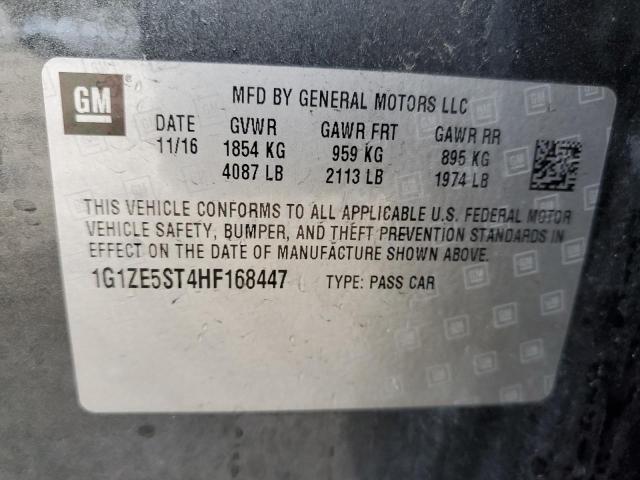 GM ®
MFD BY GENERAL MOTORS LLC
DATE GVWR GAWR FRT GAWR RR
11/16 1854 KG 959 KG 895 KG
4087 LB 2113 LB 1974 LB
THIS VEHICLE CONFORMS TO ALL APPLICABLE U.S. FEDERAL MOTOR
VEHICLE SAFETY, BUMPER, AND THEFT PREVENTION STANDARDS IN
EFFECT ON THE DATE OF MANUFACTURE SHOWN ABOVE.
1G1ZE5ST4HF168447 TYPE: PASS CAR